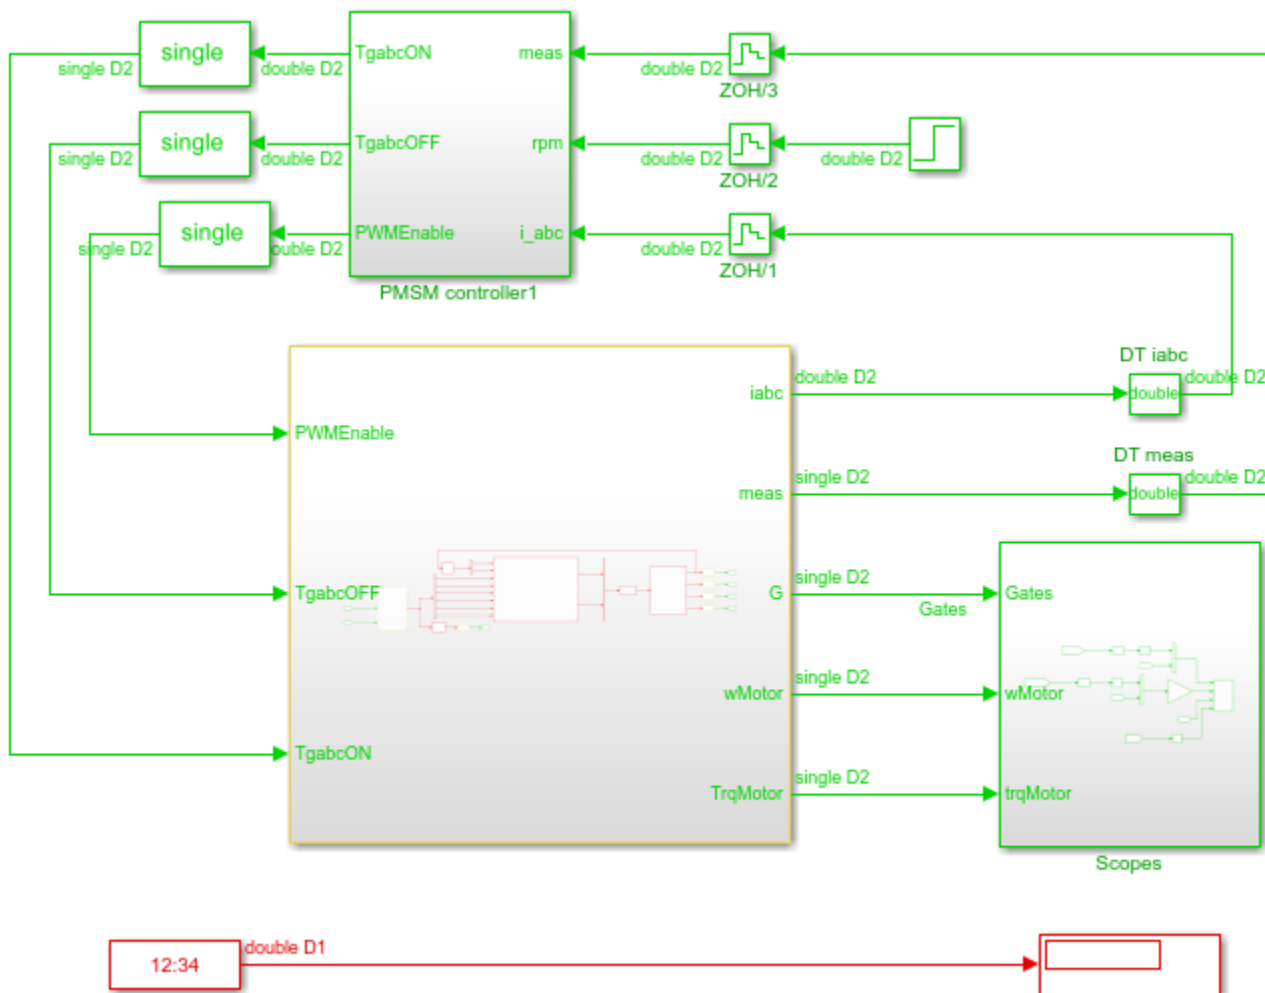 single
single D2
double D2
TgabcON
meas
double D2
ZOH/3
single
single D2
double D2
TgabcOFF
rpm
double D2
ZOH/2
double D2
single
single D2
ouble D2
PWMEnable
i_abc
double D2
ZOH/1
PMSM controller1
DT iabc
iabc
double D2
double
double D2
PWMEnable
DT meas
meas
single D2
double
double D2
TgabcOFF
G
single D2
Gates
Gates
wMotor
single D2
wMotor
TgabcON
TrqMotor
single D2
trqMotor
Scopes
12:34
double D1